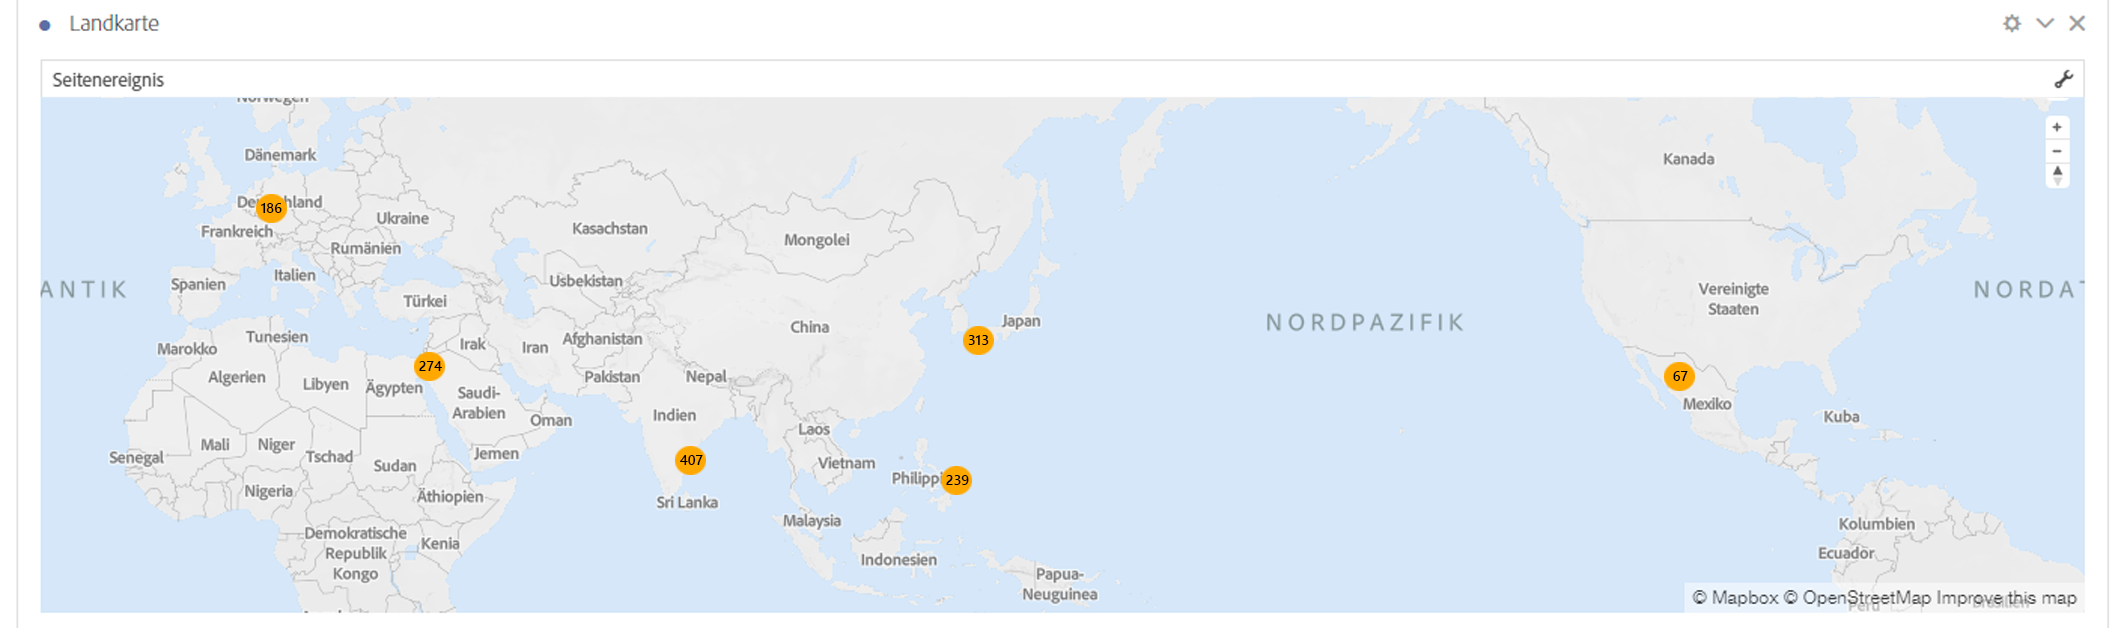 Landkarte
Seitenereignis
Norwegen
Dänemark
Kanada
186
Ukraine
Frankreich
Kasachstan
Rumänien
Mongolei
Italien
Spanien
Usbekistan
ANTIK
Vereinigte
Staaten
NORDAT
Türkei
NORDPAZIFIK
Japan
China
Tunesien
Afghanistan
Irak
Iran
313
Marokko
274
Algerien
Libyen
Ägypten
Pakistan
Nepal
67
Saudi-
Arabien
Mexiko
Indien
Oman
Kuba
Laos
Mali
Niger
Jemen
Senegal
Tschad
Sudan
407
Vietnam
Philipp
239
Nigeria
Äthiopien
Sri Lanka
Malaysia
Kolumbien
Demokratische
Republik
Kongo
Kenia
Ecuador
Indonesien
Papua-
Neuguinea
© Mapbox © OpenStreetMap Improve this map